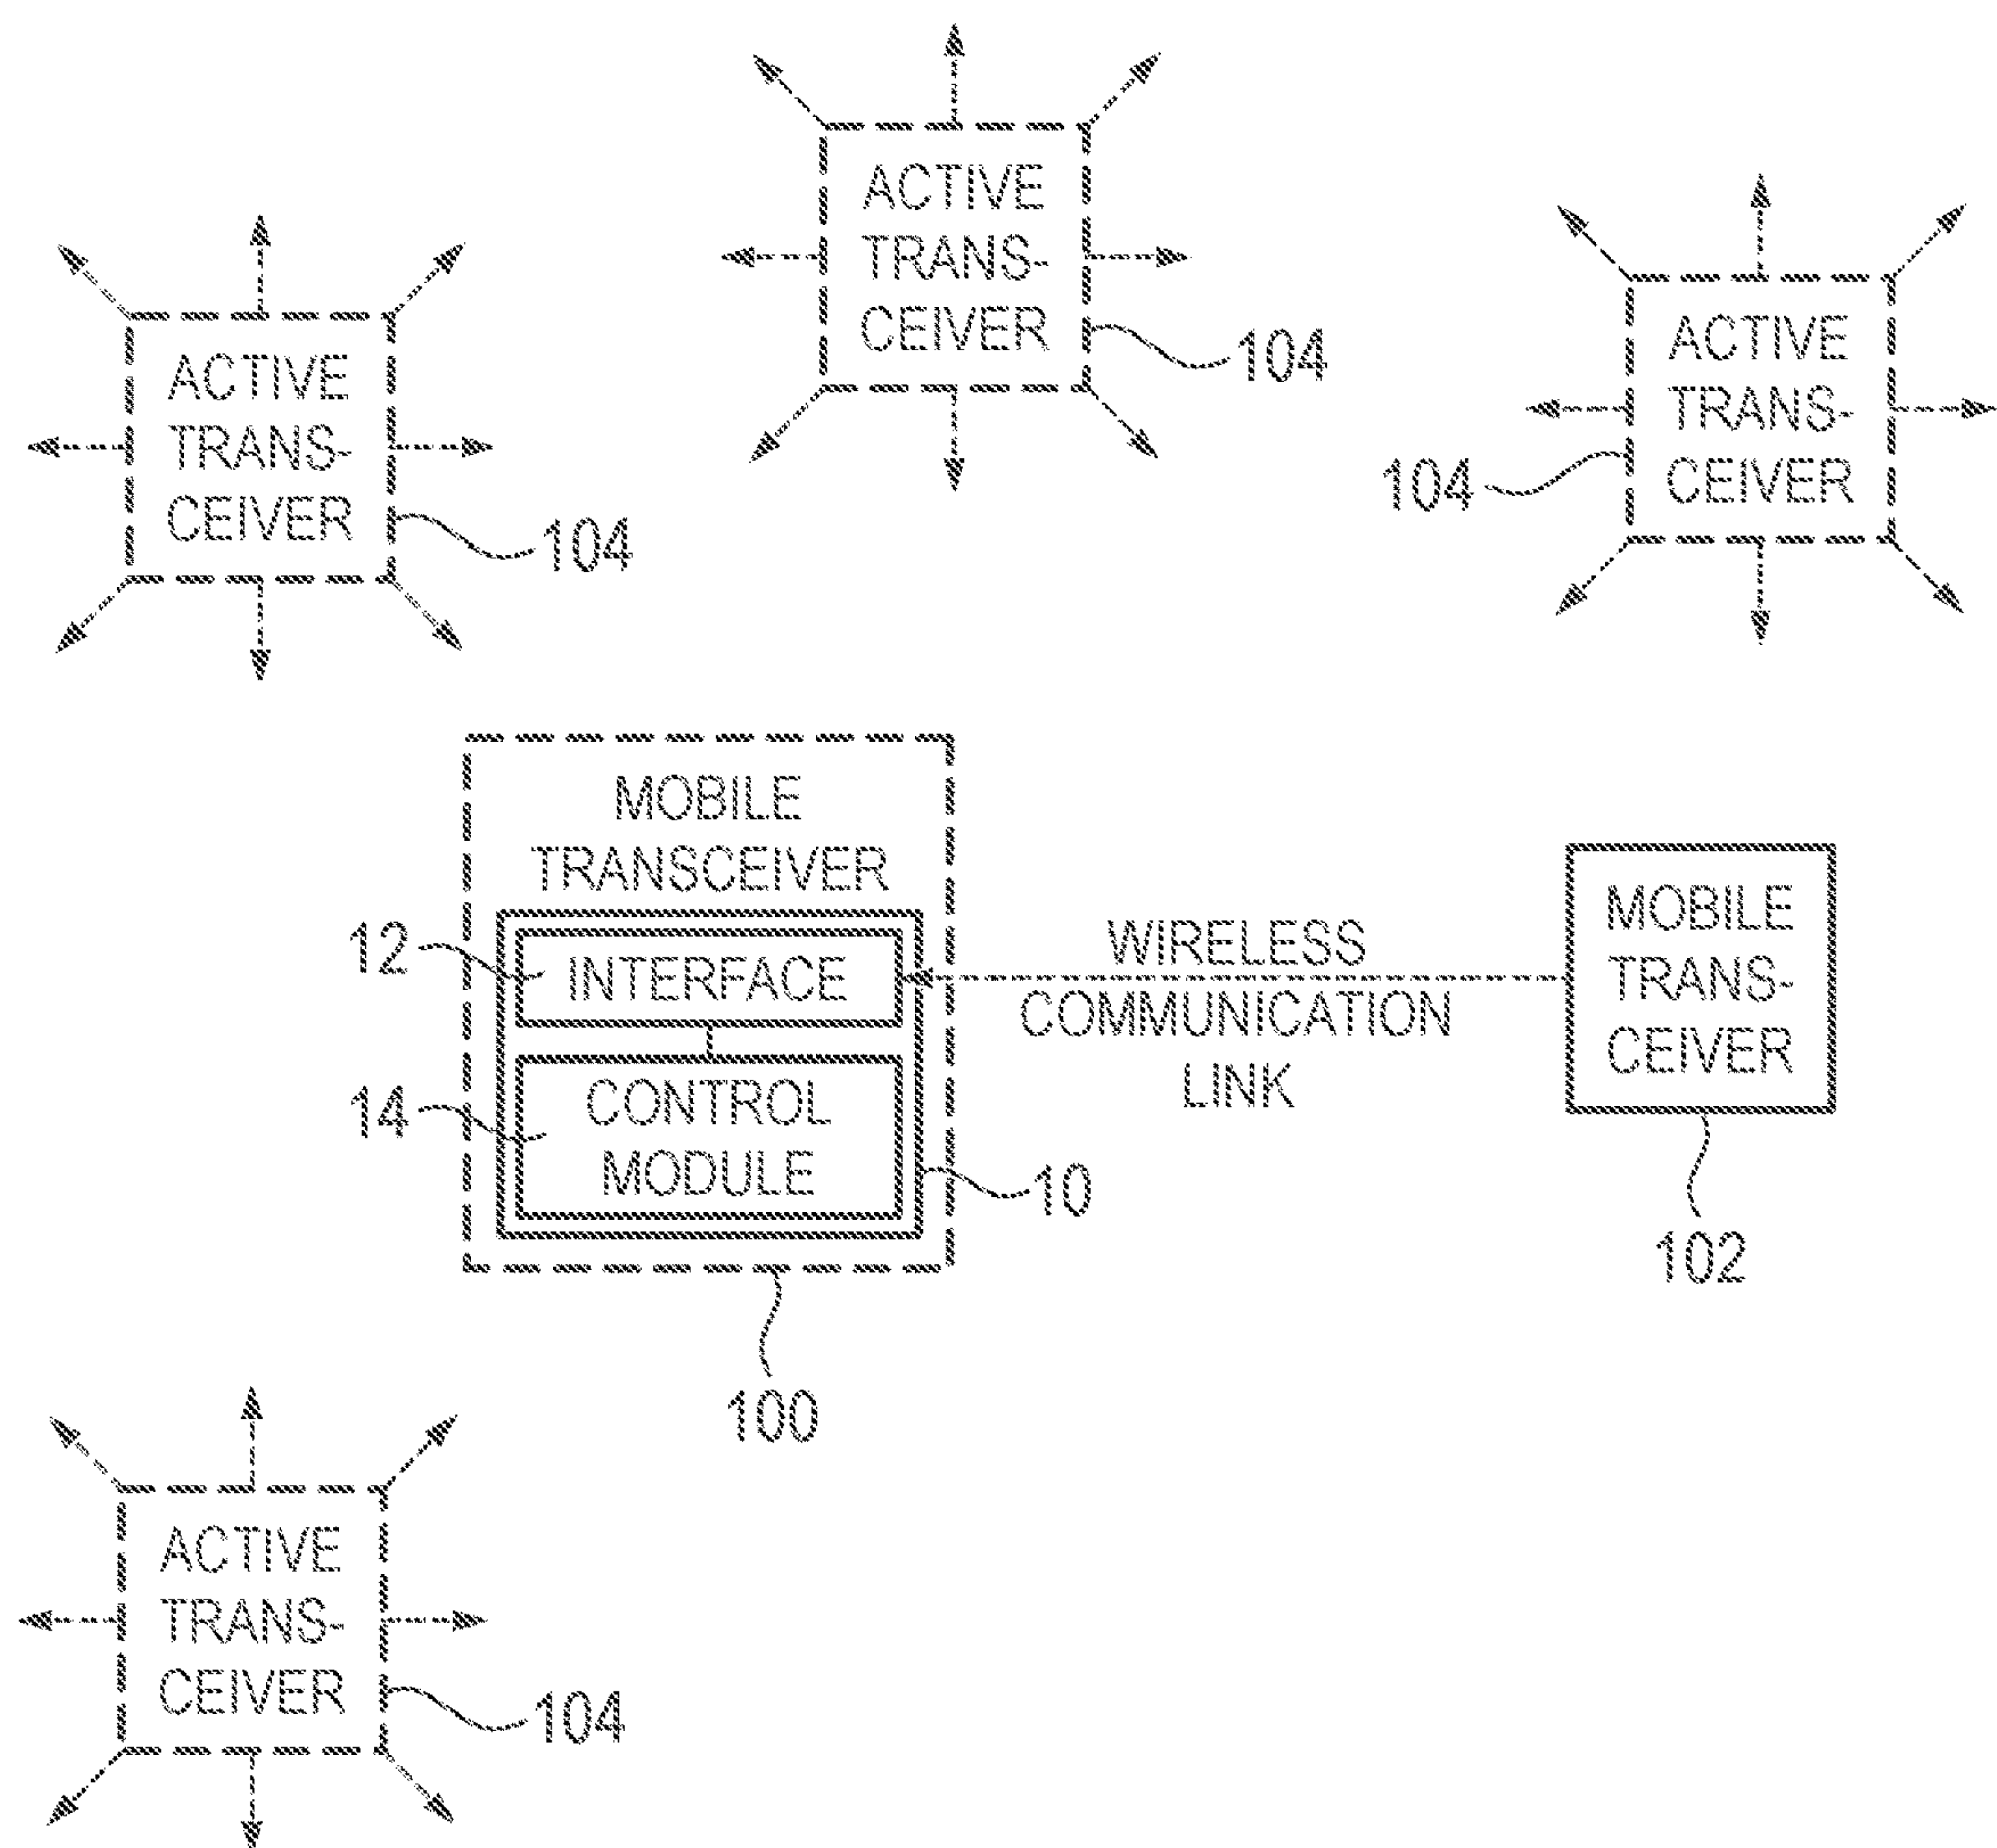 ACTIVE
TRANS-
CEIVER
104
ACTIVE
TRANS-
CEIVER
104
ACTIVE
TRANS-
CEIVER
104
MOBILE
TRANSCEIVER
12
INTERFACE
14
CONTROL
MODULE
10
100
WIRELESS
COMMUNICATION
LINK
MOBILE
TRANS-
CEIVER
102
ACTIVE
TRANS-
CEIVER
104